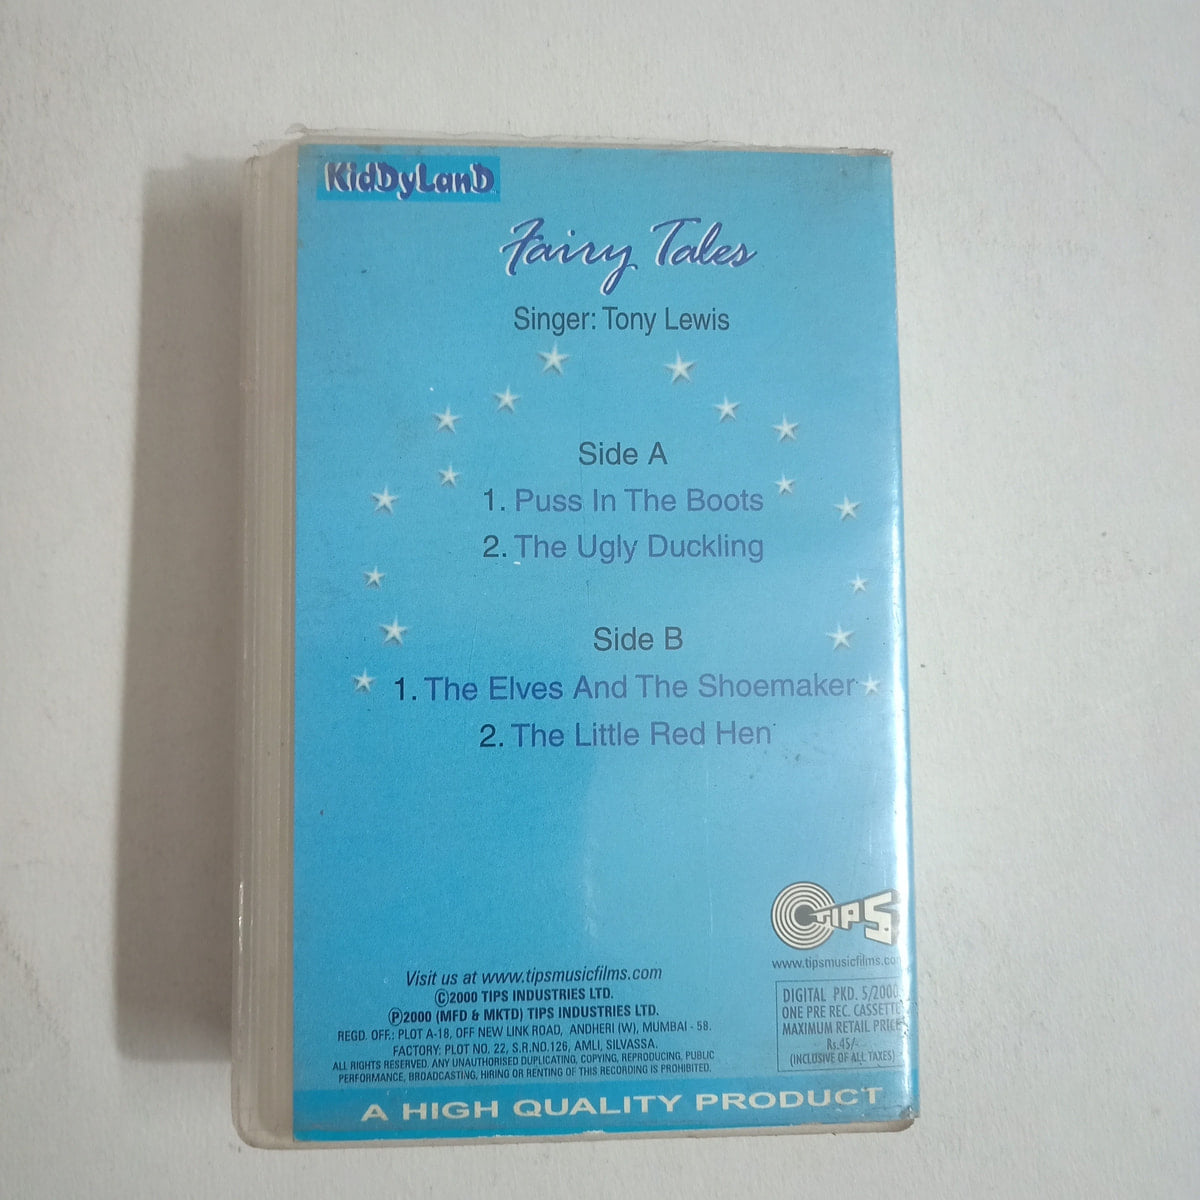 KidDyLanD
Fairy Tales
Singer: Tony Lewis
Side A
1. Puss In The Boots
2. The Ugly Duckling
Side B
1. The Elves And The Shoemaker
2. The Little Red Hen
TIPS
www.tipsmusicfilms.com
Visit us at www.tipsmusicfilms.com
©2000 TIPS INDUSTRIES LTD.
℗2000 (MFD & MKTD) TIPS INDUSTRIES LTD.
REGD. OFF.: PLOT A-18, OFF NEW LINK ROAD, ANDHERI (W), MUMBAI - 58.
FACTORY: PLOT NO. 22, S.R.NO.126, AMLI, SILVASSA.
ALL RIGHTS RESERVED. ANY UNAUTHORISED DUPLICATING, COPYING, REPRODUCING, PUBLIC
PERFORMANCE, BROADCASTING, HIRING OR RENTING OF THIS RECORDING IS PROHIBITED.
DIGITAL PKD. 5/2000
ONE PRE REC. CASSETTE
MAXIMUM RETAIL PRICE
Rs.45/-
(INCLUSIVE OF ALL TAXES)
A HIGH QUALITY PRODUCT